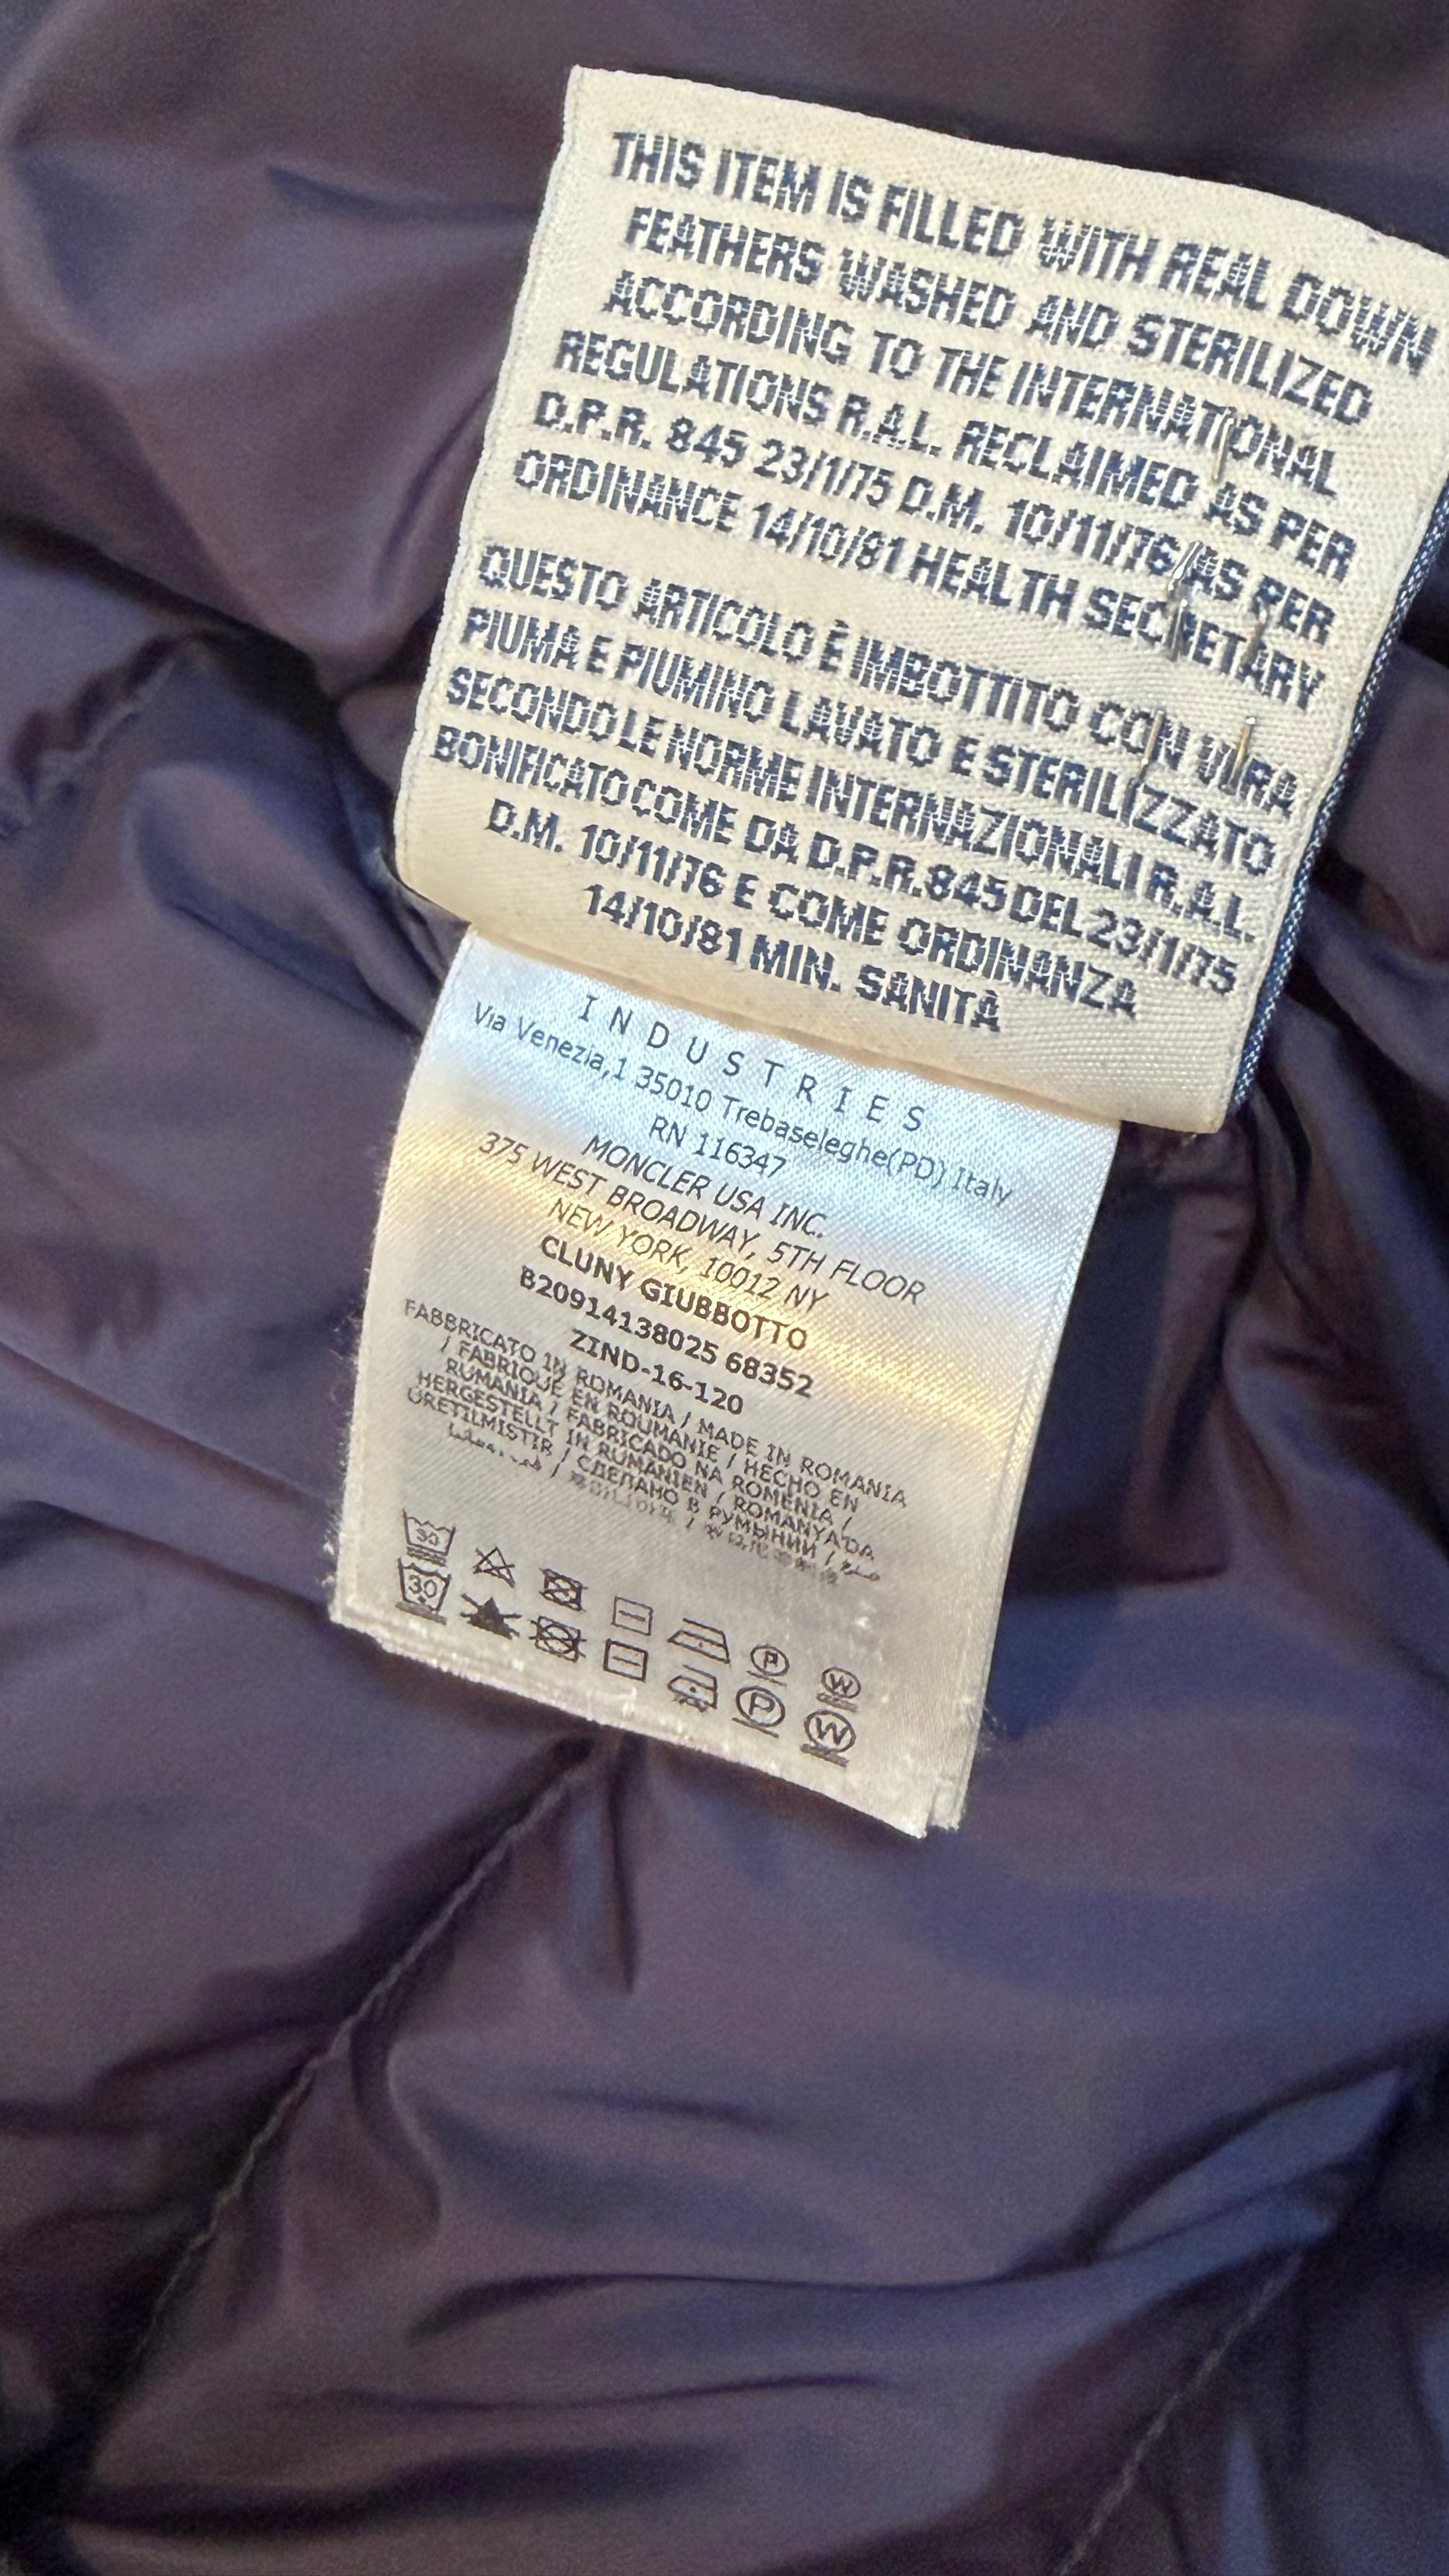 THIS ITEM IS FILLED WITH REAL DOWN
FEATHERS WASHED AND STERILIZED
ACCORDING TO THE INTERNATIONAL
REGULATIONS R.A.L. RECLAIMED AS PER
D.P.R. 845 23/1/75 D.M. 10/11/76 AS PER
ORDINANCE 14/10/81 HEALTH SECRETARY
QUESTO ARTICOLO È IMBOTTITO CON VERA
PIUMA E PIUMINO LAVATO E STERILIZZATO
SECONDO LE NORME INTERNAZIONALI R.A.L.
BONIFICATO COME DA D.P.R. 845 DEL 23/1/75
D.M. 10/11/76 E COME ORDINANZA
14/10/81 MIN. SANITÀ
INDUSTRIES
Via Venezia,1 35010 Trebaseleghe(PD) Italy
RN 116347
MONCLER USA INC.
375 WEST BROADWAY, 5TH FLOOR
NEW YORK, 10012 NY
CLUNY GIUBBOTTO
B20914138025 68352
ZIND-16-120
FABBRICATO IN ROMANIA / MADE IN ROMANIA
/ FABRIQUÉ EN ROUMANIE / HECHO EN
RUMANIA / FABRICADO NA ROMÉNIA /
HERGESTELLT IN RUMÄNIEN / ROMANYA'DA
ÜRETILMISTIR / СДЕЛАНО В РУМЫНИИ /
30 P W
30 P W